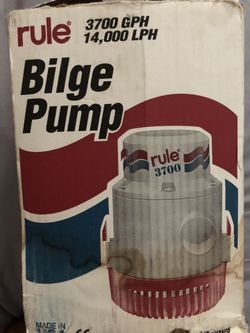 rule® 3700 GPH
14,000 LPH
Bilge
Pump
rule®
3700
MADE IN